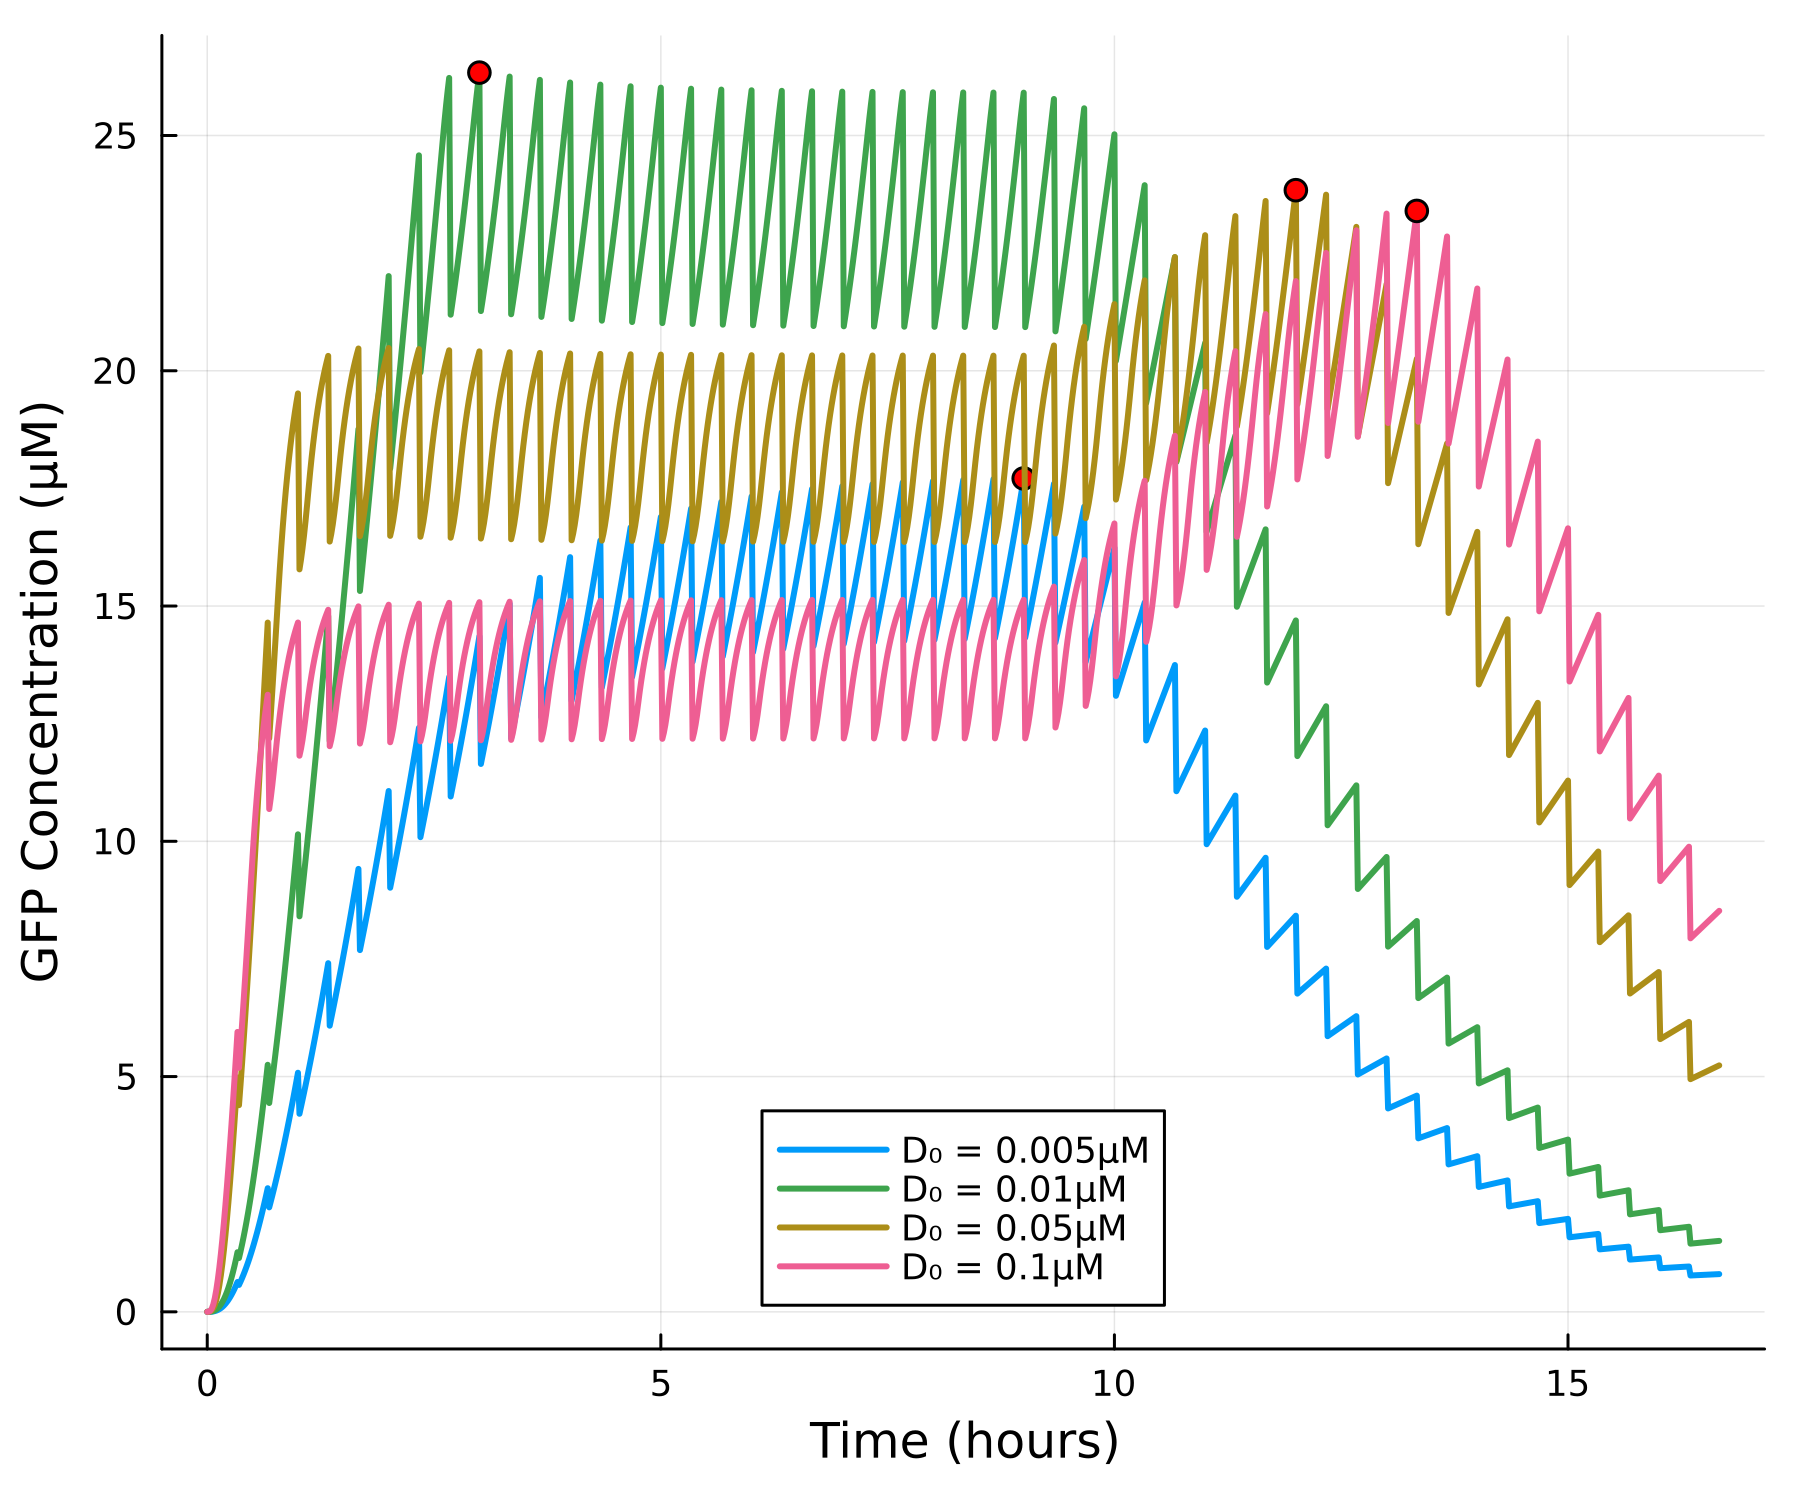 GFP Concentration (µM)
25
20
15
10
5
0
D₀ = 0.005µM
D₀ = 0.01µM
D₀ = 0.05µM
D₀ = 0.1µM
0 5 10 15
Time (hours)